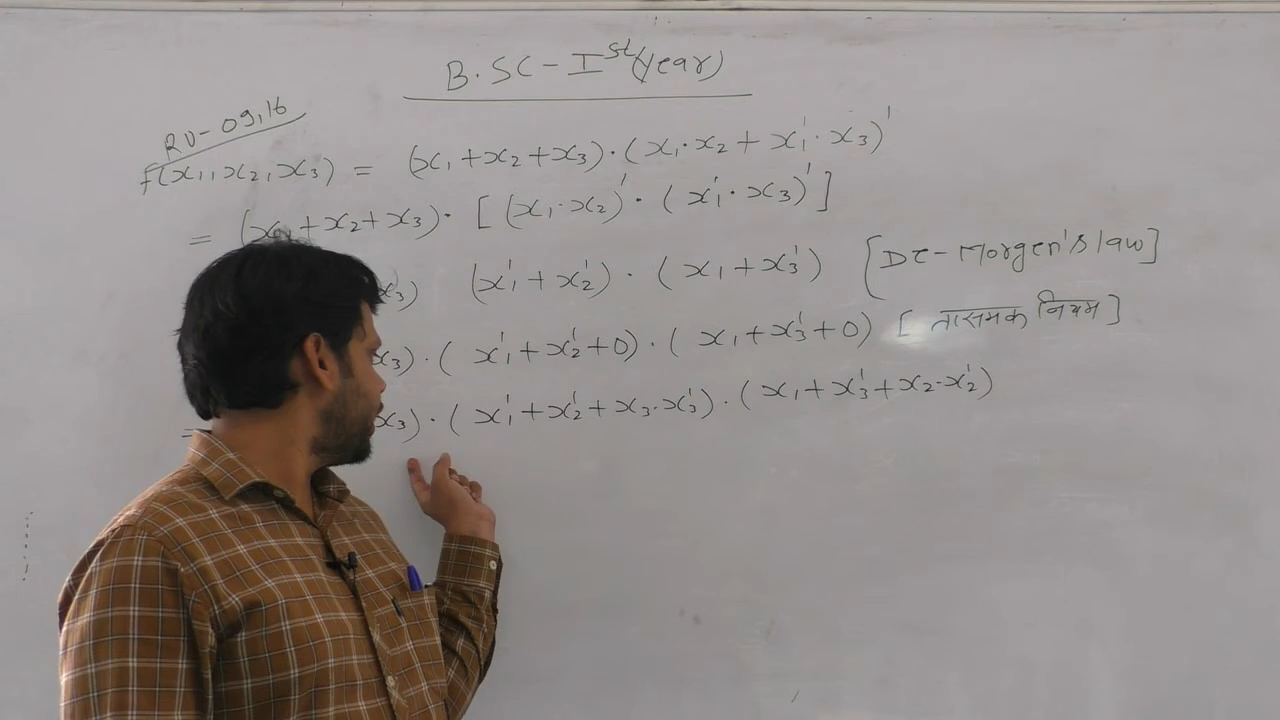 B.SC-Iˢᵗ(year)
RU-09,16
f(x₁,x₂,x₃) = (x₁+x₂+x₃)·(x₁·x₂+x₁'·x₃)'
= (x₁+x₂+x₃)·[(x₁·x₂)'·(x₁'·x₃)']
x₃') (x₁'+x₂')·(x₁+x₃') [De-Morgen's law]
x₃)·(x₁'+x₂'+0)·(x₁+x₃'+0) [तात्समक नियम]
= x₃)·(x₁'+x₂'+x₃·x₃')·(x₁+x₃'+x₂·x₂')